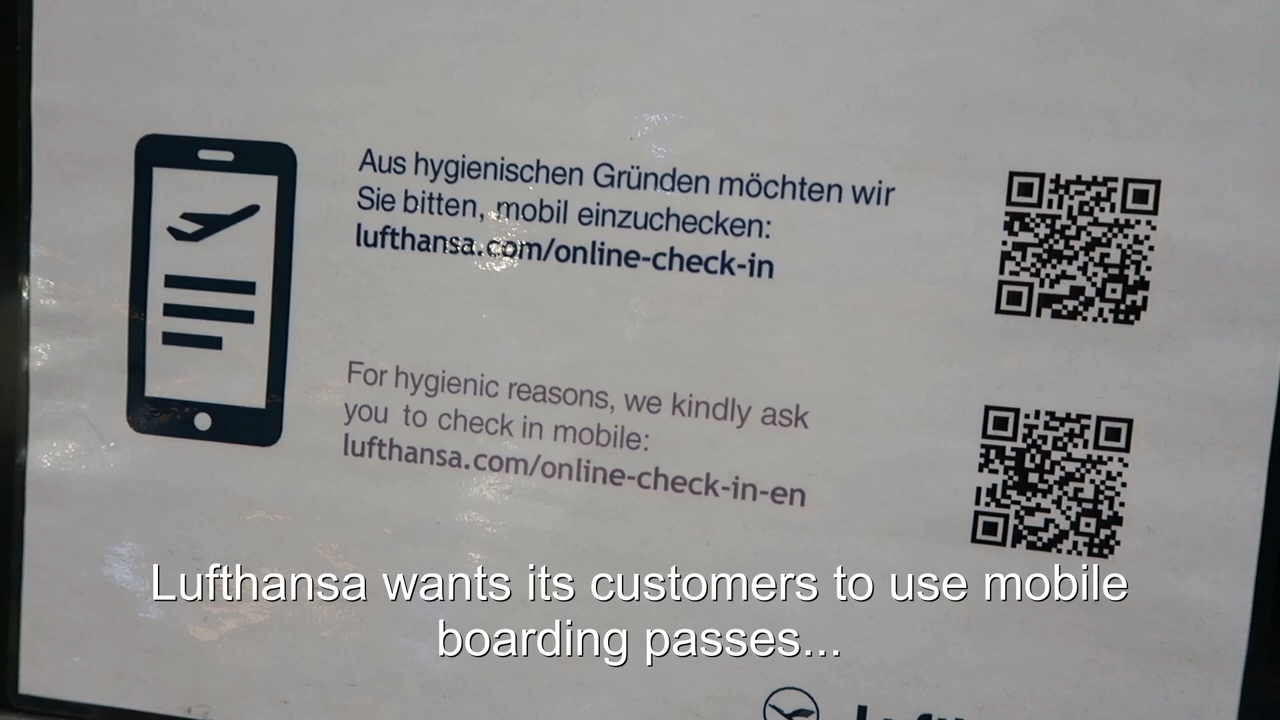 Aus hygienischen Gründen möchten wir
Sie bitten, mobil einzuchecken:
lufthansa.com/online-check-in
For hygienic reasons, we kindly ask
you to check in mobile:
lufthansa.com/online-check-in-en
Lufthansa wants its customers to use mobile
boarding passes...